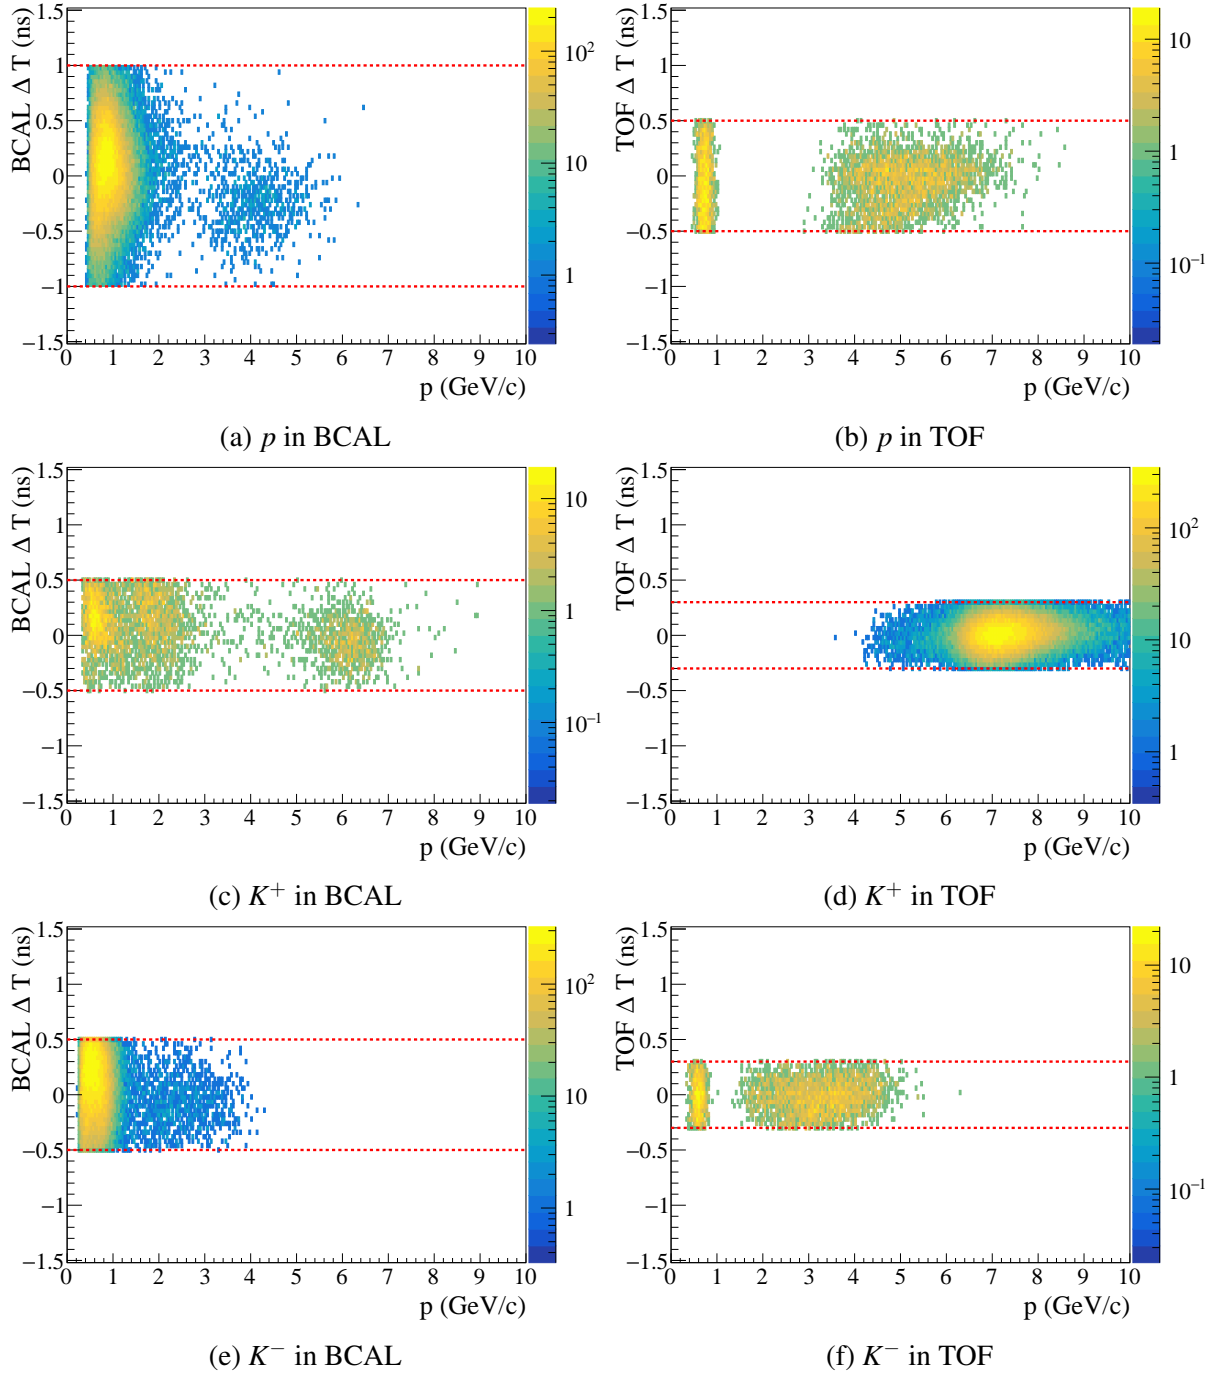 BCAL Δ T (ns)
1.5
1
0.5
0
−0.5
−1
−1.5
0 1 2 3 4 5 6 7 8 9 10
p (GeV/c)
10²
10
1
(a) p in BCAL
TOF Δ T (ns)
1.5
1
0.5
0
−0.5
−1
−1.5
0 1 2 3 4 5 6 7 8 9 10
p (GeV/c)
10
1
10⁻¹
(b) p in TOF
BCAL Δ T (ns)
1.5
1
0.5
0
−0.5
−1
−1.5
0 1 2 3 4 5 6 7 8 9 10
p (GeV/c)
10
1
10⁻¹
(c) K⁺ in BCAL
TOF Δ T (ns)
1.5
1
0.5
0
−0.5
−1
−1.5
0 1 2 3 4 5 6 7 8 9 10
p (GeV/c)
10²
10
1
(d) K⁺ in TOF
BCAL Δ T (ns)
1.5
1
0.5
0
−0.5
−1
−1.5
0 1 2 3 4 5 6 7 8 9 10
p (GeV/c)
10²
10
1
(e) K⁻ in BCAL
TOF Δ T (ns)
1.5
1
0.5
0
−0.5
−1
−1.5
0 1 2 3 4 5 6 7 8 9 10
p (GeV/c)
10
1
10⁻¹
(f) K⁻ in TOF